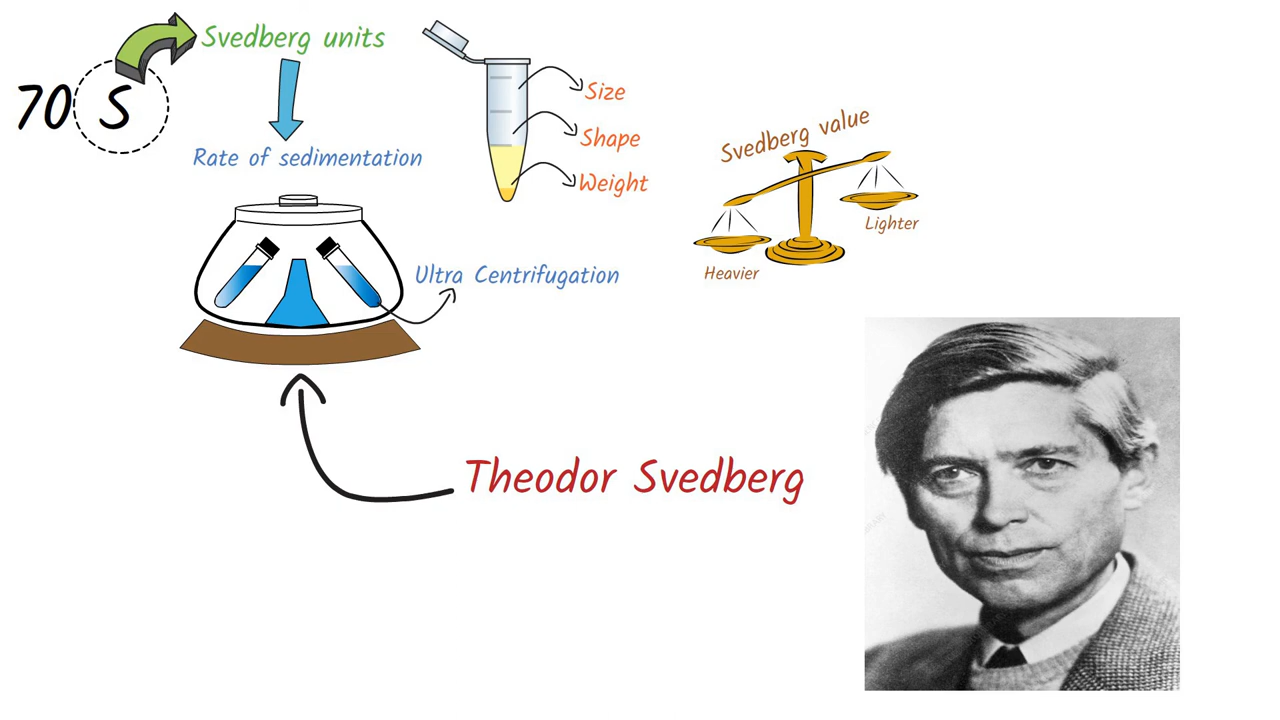 70 S
Svedberg units
Rate of sedimentation
Size
Shape
Weight
Svedberg value
Heavier
Lighter
Ultra Centrifugation
Theodor Svedberg